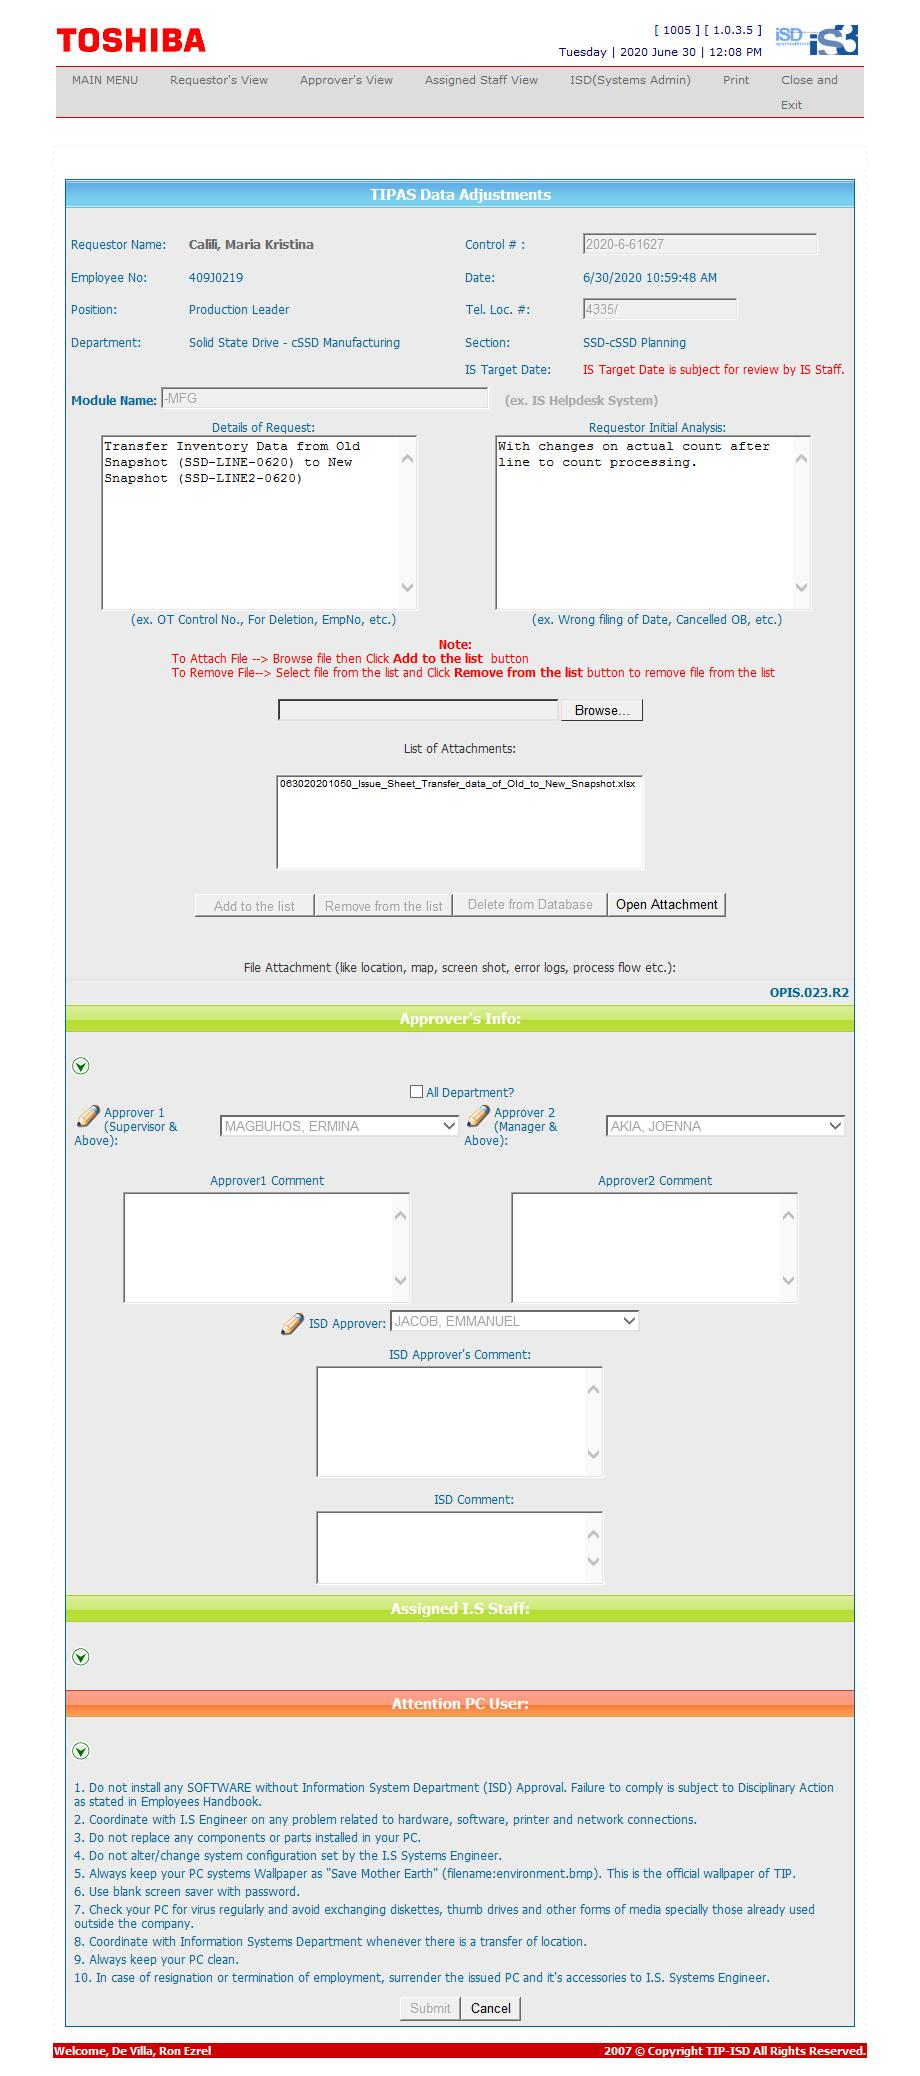 TOSHIBA
[ 1005 ] [ 1.0.3.5 ]
Tuesday | 2020 June 30 | 12:08 PM
ISD
is3
MAIN MENU Requestor's View Approver's View Assigned Staff View ISD(Systems Admin) Print Close and Exit
TIPAS Data Adjustments
Requestor Name: Calili, Maria Kristina Control # : 2020-6-61627
Employee No: 409J0219 Date: 6/30/2020 10:59:48 AM
Position: Production Leader Tel. Loc. #: 4335/
Department: Solid State Drive - cSSD Manufacturing Section: SSD-cSSD Planning
IS Target Date: IS Target Date is subject for review by IS Staff.
Module Name: -MFG (ex. IS Helpdesk System)
Details of Request:
Transfer Inventory Data from Old
Snapshot (SSD-LINE-0620) to New
Snapshot (SSD-LINE2-0620)
(ex. OT Control No., For Deletion, EmpNo, etc.)
Requestor Initial Analysis:
With changes on actual count after
line to count processing.
(ex. Wrong filing of Date, Cancelled OB, etc.)
Note:
To Attach File --> Browse file then Click Add to the list button
To Remove File--> Select file from the list and Click Remove from the list button to remove file from the list
Browse...
List of Attachments:
063020201050_Issue_Sheet_Transfer_data_of_Old_to_New_Snapshot.xlsx
Add to the list Remove from the list Delete from Database Open Attachment
File Attachment (like location, map, screen shot, error logs, process flow etc.):
OPIS.023.R2
Approver's Info:
All Department?
Approver 1
(Supervisor &
Above):
MAGBUHOS, ERMINA
Approver 2
(Manager &
Above):
AKIA, JOENNA
Approver1 Comment Approver2 Comment
ISD Approver: JACOB, EMMANUEL
ISD Approver's Comment:
ISD Comment:
Assigned I.S Staff:
Attention PC User:
1. Do not install any SOFTWARE without Information System Department (ISD) Approval. Failure to comply is subject to Disciplinary Action
as stated in Employees Handbook.
2. Coordinate with I.S Engineer on any problem related to hardware, software, printer and network connections.
3. Do not replace any components or parts installed in your PC.
4. Do not alter/change system configuration set by the I.S Systems Engineer.
5. Always keep your PC systems Wallpaper as "Save Mother Earth" (filename:environment.bmp). This is the official wallpaper of TIP.
6. Use blank screen saver with password.
7. Check your PC for virus regularly and avoid exchanging diskettes, thumb drives and other forms of media specially those already used
outside the company.
8. Coordinate with Information Systems Department whenever there is a transfer of location.
9. Always keep your PC clean.
10. In case of resignation or termination of employment, surrender the issued PC and it's accessories to I.S. Systems Engineer.
Submit Cancel
Welcome, De Villa, Ron Ezrel 2007 © Copyright TIP-ISD All Rights Reserved.